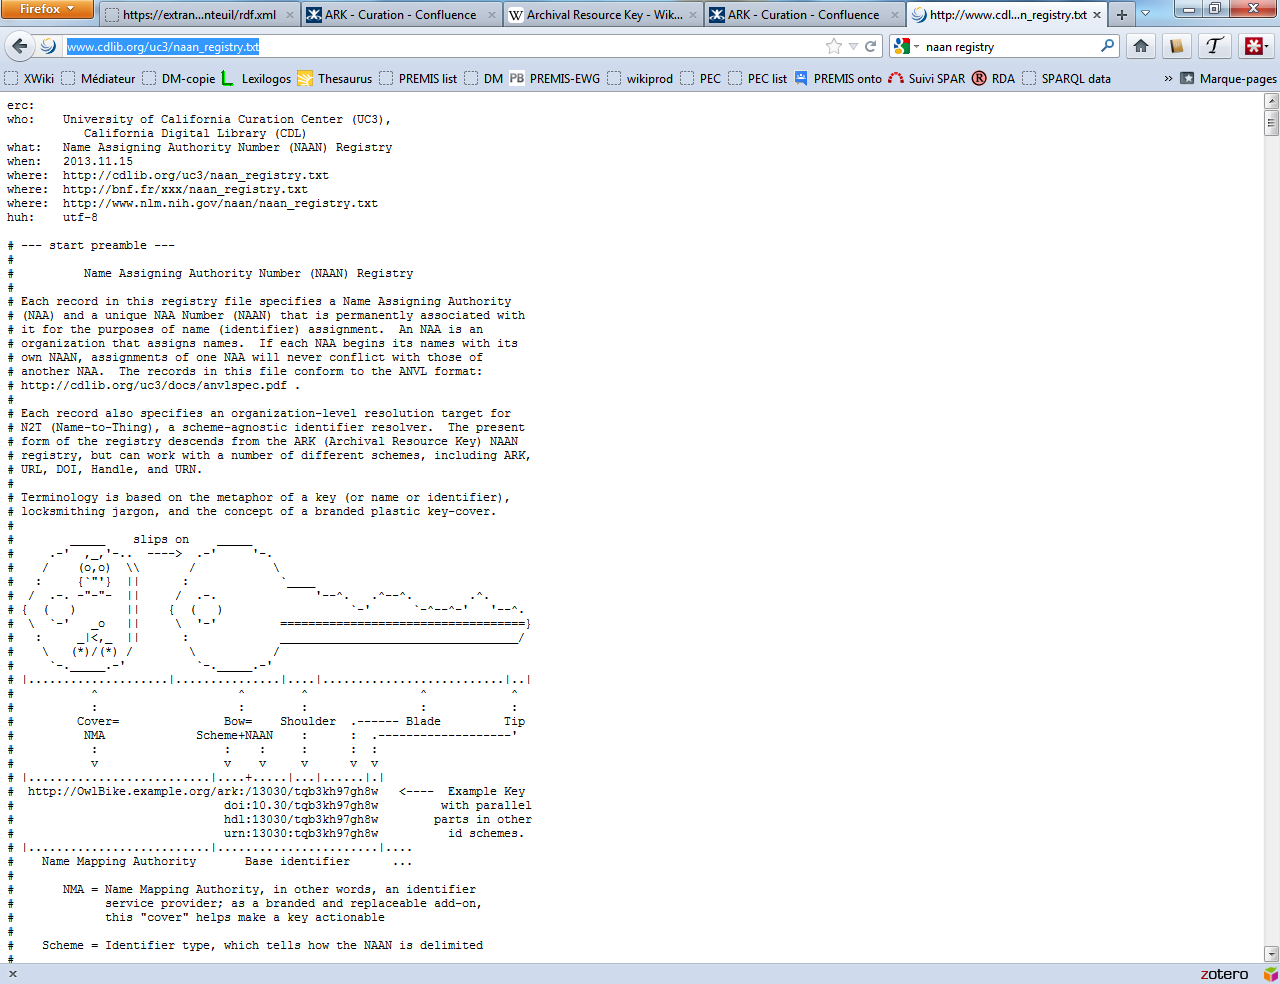 Firefox
https://extran...nteuil/rdf.xml
ARK - Curation - Confluence
Archival Resource Key - Wik...
ARK - Curation - Confluence
http://www.cdl...n_registry.txt
www.cdlib.org/uc3/naan_registry.txt
naan registry
XWiki Médiateur DM-copie Lexilogos Thesaurus PREMIS list DM PB PREMIS-EWG wikiprod PEC PEC list PREMIS onto Suivi SPAR RDA SPARQL data » Marque-pages
erc:
who:    University of California Curation Center (UC3),
           California Digital Library (CDL)
what:   Name Assigning Authority Number (NAAN) Registry
when:   2013.11.15
where:  http://cdlib.org/uc3/naan_registry.txt
where:  http://bnf.fr/xxx/naan_registry.txt
where:  http://www.nlm.nih.gov/naan/naan_registry.txt
huh:    utf-8
# --- start preamble ---
#
#          Name Assigning Authority Number (NAAN) Registry
#
# Each record in this registry file specifies a Name Assigning Authority
# (NAA) and a unique NAA Number (NAAN) that is permanently associated with
# it for the purposes of name (identifier) assignment.  An NAA is an
# organization that assigns names.  If each NAA begins its names with its
# own NAAN, assignments of one NAA will never conflict with those of
# another NAA.  The records in this file conform to the ANVL format:
# http://cdlib.org/uc3/docs/anvlspec.pdf .
#
# Each record also specifies an organization-level resolution target for
# N2T (Name-to-Thing), a scheme-agnostic identifier resolver.  The present
# form of the registry descends from the ARK (Archival Resource Key) NAAN
# registry, but can work with a number of different schemes, including ARK,
# URL, DOI, Handle, and URN.
#
# Terminology is based on the metaphor of a key (or name or identifier),
# locksmithing jargon, and the concept of a branded plastic key-cover.
#
#        _____    slips on    _____
#     .-'  ,_,'-..  ---->  .-'     '-.
#    /    (o,o)  \\       /           \
#   :     {`"'}  ||      :             `____
#  /  .-. -"-"-  ||     /  .-.              '--^.   .^--^.        .^.
# {  (   )       ||    {  (   )                  `-'      `-^--^-'   '--^.
#  \  `-'   _o   ||     \  '-'         ===================================}
#   :     _|<,_  ||      :             __________________________________/
#    \   (*)/(*) /        \           /
#     `-._____.-'          `-._____.-'
# |....................|...............|....|..........................|..|
#           ^                    ^        ^                ^            ^
#           :                    :        :                :            :
#         Cover=               Bow=    Shoulder  .------ Blade         Tip
#          NMA             Scheme+NAAN    :      :  .-------------------'
#           :                  :    :     :      :  :
#           v                  v    v     v      v  v
# |..........................|....+.....|...|......|.|
#  http://OwlBike.example.org/ark:/13030/tqb3kh97gh8w   <----  Example Key
#                              doi:10.30/tqb3kh97gh8w         with parallel
#                              hdl:13030/tqb3kh97gh8w        parts in other
#                              urn:13030:tqb3kh97gh8w          id schemes.
# |..........................|.......................|....
#    Name Mapping Authority       Base identifier      ...
#
#       NMA = Name Mapping Authority, in other words, an identifier
#             service provider; as a branded and replaceable add-on,
#             this "cover" helps make a key actionable
#
#    Scheme = Identifier type, which tells how the NAAN is delimited
#
zotero